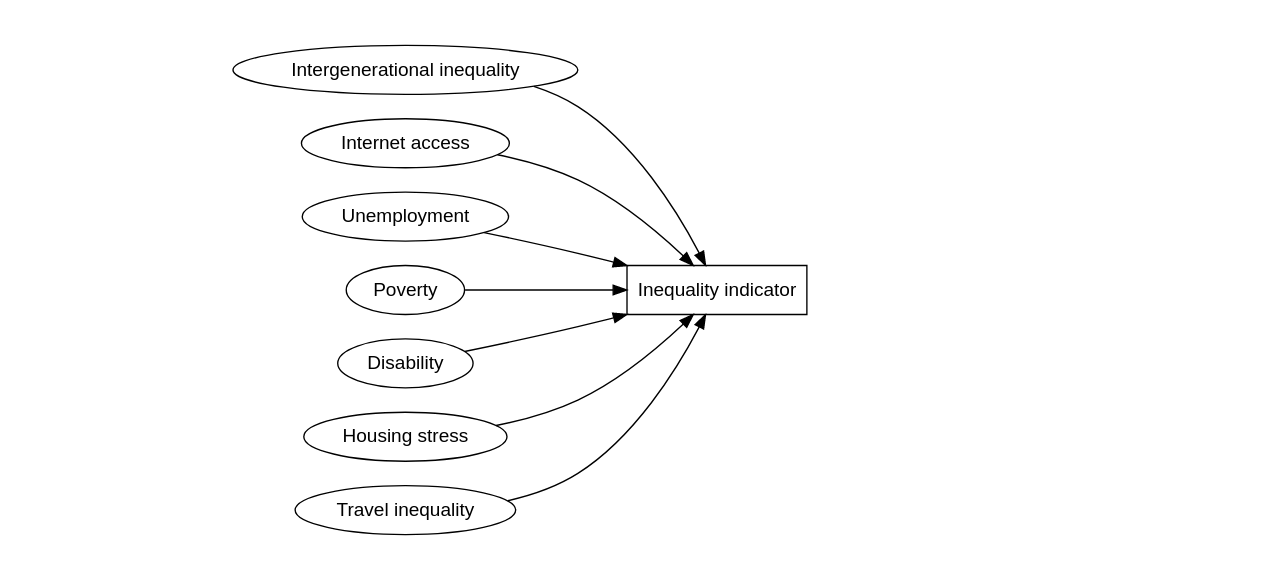 Intergenerational inequality
Internet access
Unemployment
Poverty
Inequality indicator
Disability
Housing stress
Travel inequality